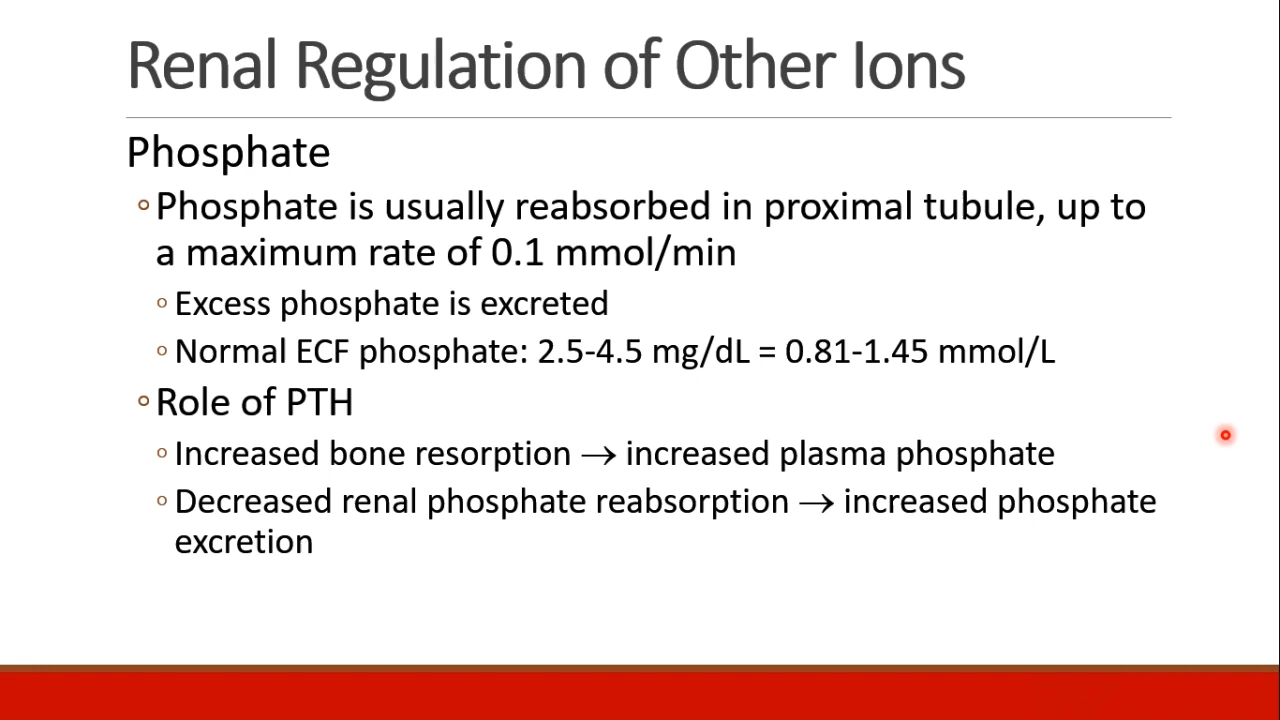 Renal Regulation of Other Ions
Phosphate
◦Phosphate is usually reabsorbed in proximal tubule, up to
a maximum rate of 0.1 mmol/min
◦Excess phosphate is excreted
◦Normal ECF phosphate: 2.5-4.5 mg/dL = 0.81-1.45 mmol/L
◦Role of PTH
◦Increased bone resorption → increased plasma phosphate
◦Decreased renal phosphate reabsorption → increased phosphate
excretion